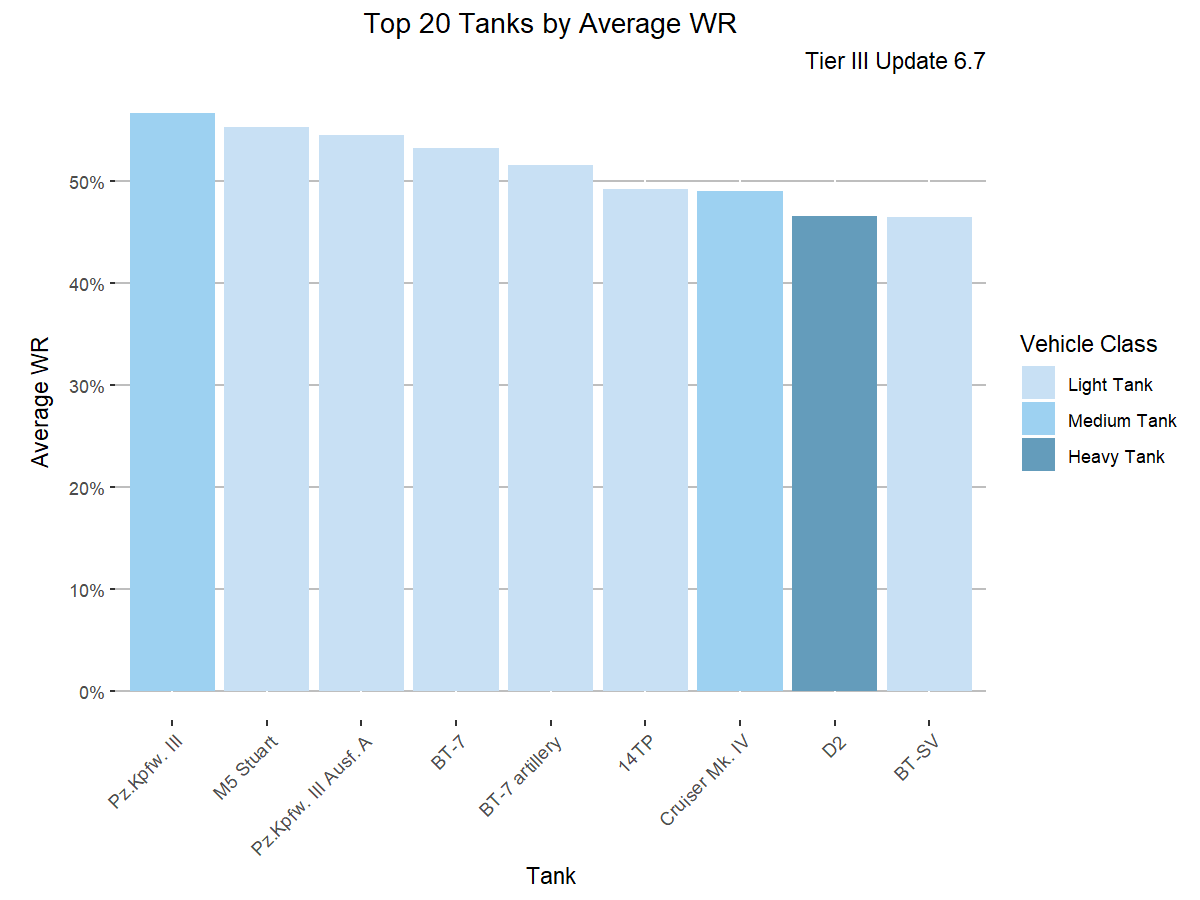 Top 20 Tanks by Average WR
Tier III Update 6.7
Average WR
50%
40%
30%
20%
10%
0%
Pz.Kpfw. III
M5 Stuart
Pz.Kpfw. III Ausf. A
BT-7
BT-7 artillery
14TP
Cruiser Mk. IV
D2
BT-SV
Tank
Vehicle Class
Light Tank
Medium Tank
Heavy Tank